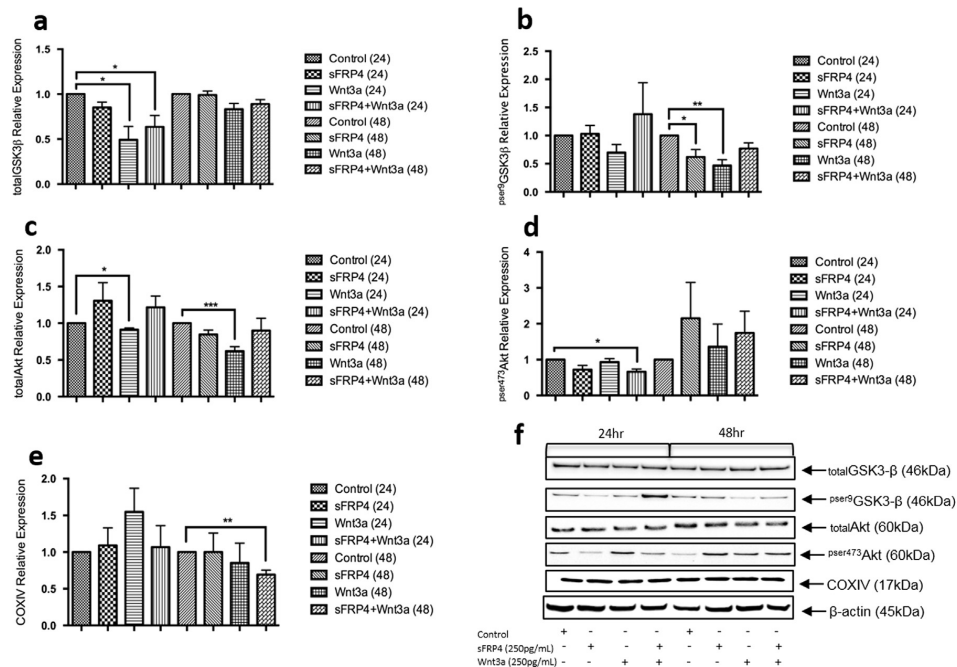 a
totalGSK3β Relative Expression
1.5
1.0
0.5
0.0
*
*
Control (24)
sFRP4 (24)
Wnt3a (24)
sFRP4+Wnt3a (24)
Control (48)
sFRP4 (48)
Wnt3a (48)
sFRP4+Wnt3a (48)
b
pser9GSK3β Relative Expression
2.5
2.0
1.5
1.0
0.5
0.0
**
*
Control (24)
sFRP4 (24)
Wnt3a (24)
sFRP4+Wnt3a (24)
Control (48)
sFRP4 (48)
Wnt3a (48)
sFRP4+Wnt3a (48)
c
totalAkt Relative Expression
2.0
1.5
1.0
0.5
0.0
*
***
Control (24)
sFRP4 (24)
Wnt3a (24)
sFRP4+Wnt3a (24)
Control (48)
sFRP4 (48)
Wnt3a (48)
sFRP4+Wnt3a (48)
d
pser473Akt Relative Expression
4
3
2
1
0
*
Control (24)
sFRP4 (24)
Wnt3a (24)
sFRP4+Wnt3a (24)
Control (48)
sFRP4 (48)
Wnt3a (48)
sFRP4+Wnt3a (48)
e
COXIV Relative Expression
2.0
1.5
1.0
0.5
0.0
**
Control (24)
sFRP4 (24)
Wnt3a (24)
sFRP4+Wnt3a (24)
Control (48)
sFRP4 (48)
Wnt3a (48)
sFRP4+Wnt3a (48)
f
24hr 48hr
totalGSK3-β (46kDa)
pser9GSK3-β (46kDa)
totalAkt (60kDa)
pser473Akt (60kDa)
COXIV (17kDa)
β-actin (45kDa)
Control + - - - + - - -
sFRP4 (250pg/mL) - + - + - + - +
Wnt3a (250pg/mL) - - + + - - + +